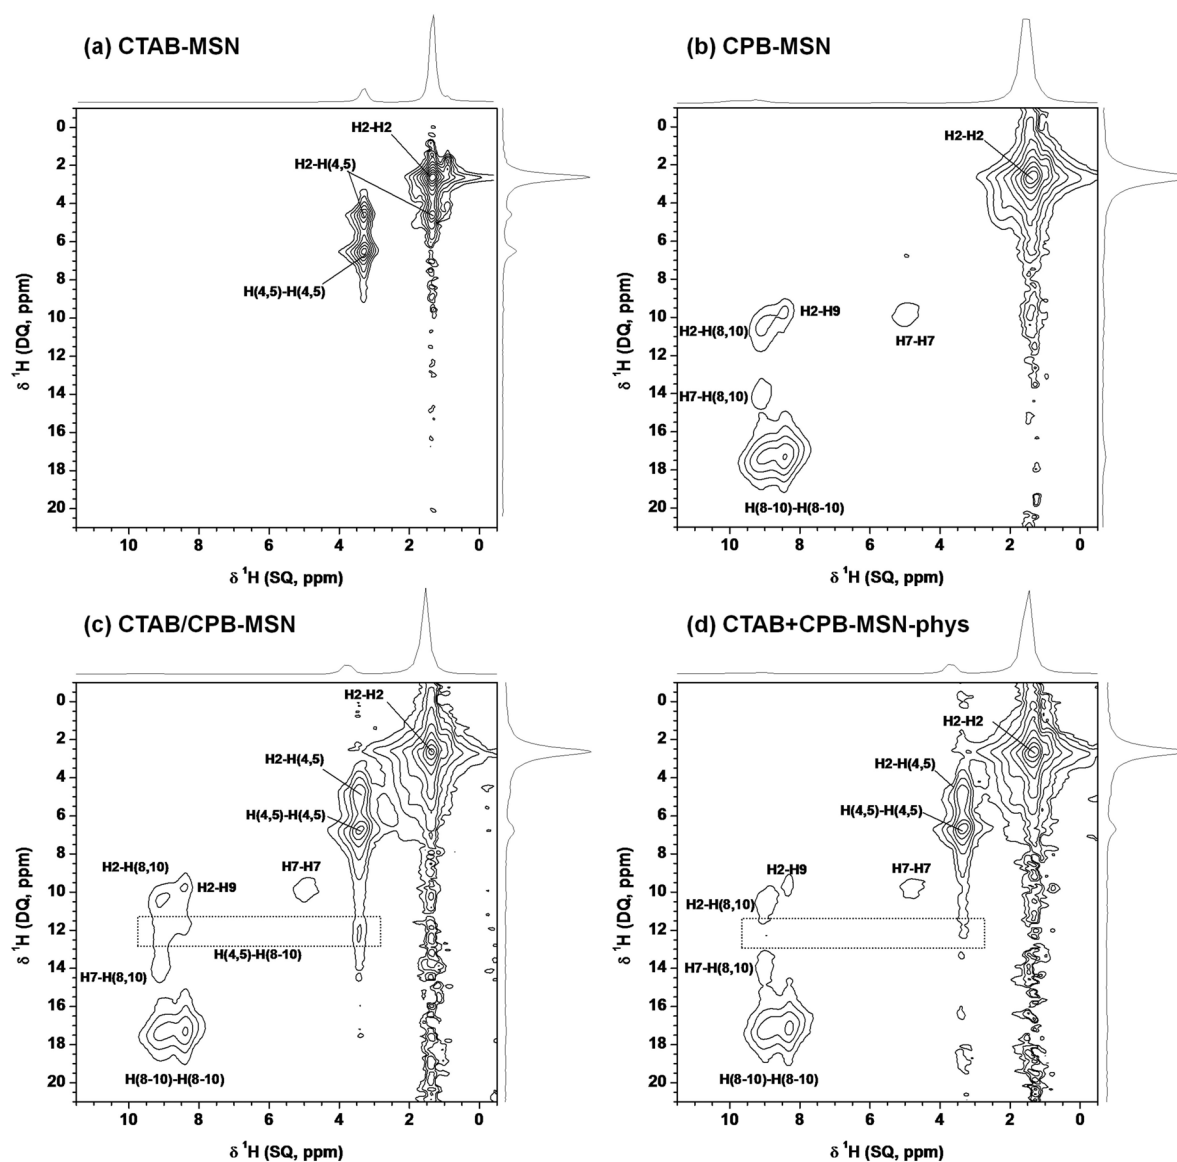 (a) CTAB-MSN
H2-H2
H2-H(4,5)
H(4,5)-H(4,5)
0
2
4
6
8
10
12
14
16
18
20
δ ¹H (DQ, ppm)
10 8 6 4 2 0
δ ¹H (SQ, ppm)
(b) CPB-MSN
H2-H2
H2-H9
H2-H(8,10)
H7-H7
H7-H(8,10)
H(8-10)-H(8-10)
0
2
4
6
8
10
12
14
16
18
20
δ ¹H (DQ, ppm)
10 8 6 4 2 0
δ ¹H (SQ, ppm)
(c) CTAB/CPB-MSN
H2-H2
H2-H(4,5)
H(4,5)-H(4,5)
H2-H(8,10)
H7-H7
H2-H9
H(4,5)-H(8-10)
H7-H(8,10)
H(8-10)-H(8-10)
0
2
4
6
8
10
12
14
16
18
20
δ ¹H (DQ, ppm)
10 8 6 4 2 0
δ ¹H (SQ, ppm)
(d) CTAB+CPB-MSN-phys
H2-H2
H2-H(4,5)
H(4,5)-H(4,5)
H7-H7
H2-H9
H2-H(8,10)
H7-H(8,10)
H(8-10)-H(8-10)
0
2
4
6
8
10
12
14
16
18
20
δ ¹H (DQ, ppm)
10 8 6 4 2 0
δ ¹H (SQ, ppm)